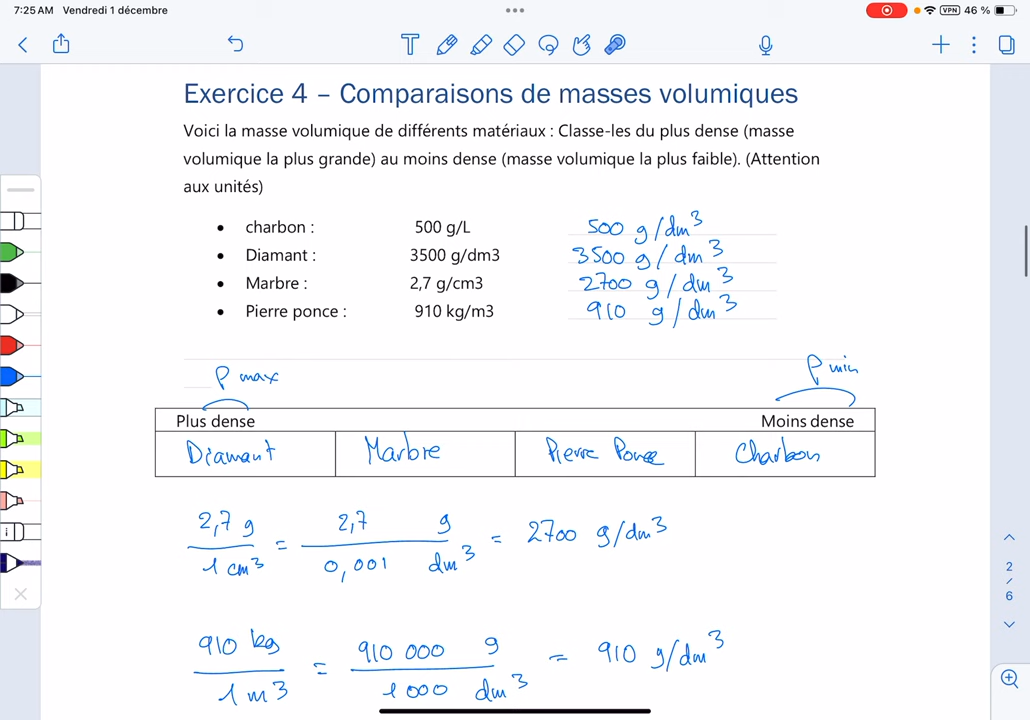 7:25 AM Vendredi 1 décembre
VPN 46 %
Exercice 4 – Comparaisons de masses volumiques
Voici la masse volumique de différents matériaux : Classe-les du plus dense (masse
volumique la plus grande) au moins dense (masse volumique la plus faible). (Attention
aux unités)
• charbon : 500 g/L 500 g/dm³
• Diamant : 3500 g/dm3 3500 g/dm³
• Marbre : 2,7 g/cm3 2700 g/dm³
• Pierre ponce : 910 kg/m3 910 g/dm³
ρ max ρ min
Plus dense Moins dense
Diamant Marbre Pierre Ponce Charbon
2,7 g / 1 cm³ = 2,7 g / 0,001 dm³ = 2700 g/dm³
910 kg / 1 m³ = 910 000 g / 1000 dm³ = 910 g/dm³
2 / 6